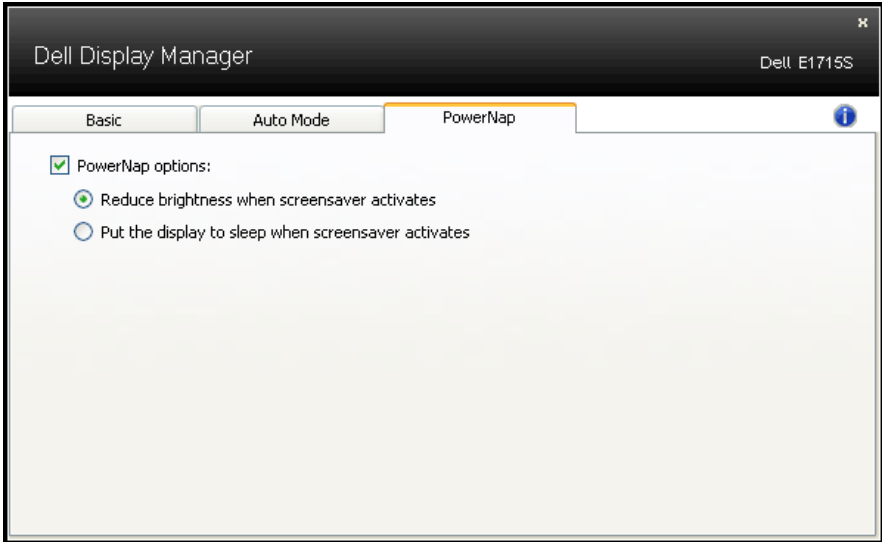 Dell Display Manager
Dell E1715S
Basic
Auto Mode
PowerNap
PowerNap options:
Reduce brightness when screensaver activates
Put the display to sleep when screensaver activates